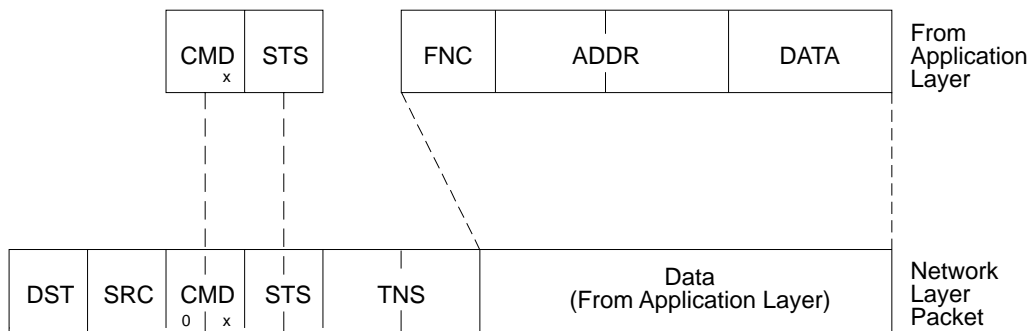 CMD
x
STS
FNC
ADDR
DATA
From
Application
Layer
DST
SRC
CMD
0 x
STS
TNS
Data
(From Application Layer)
Network
Layer
Packet